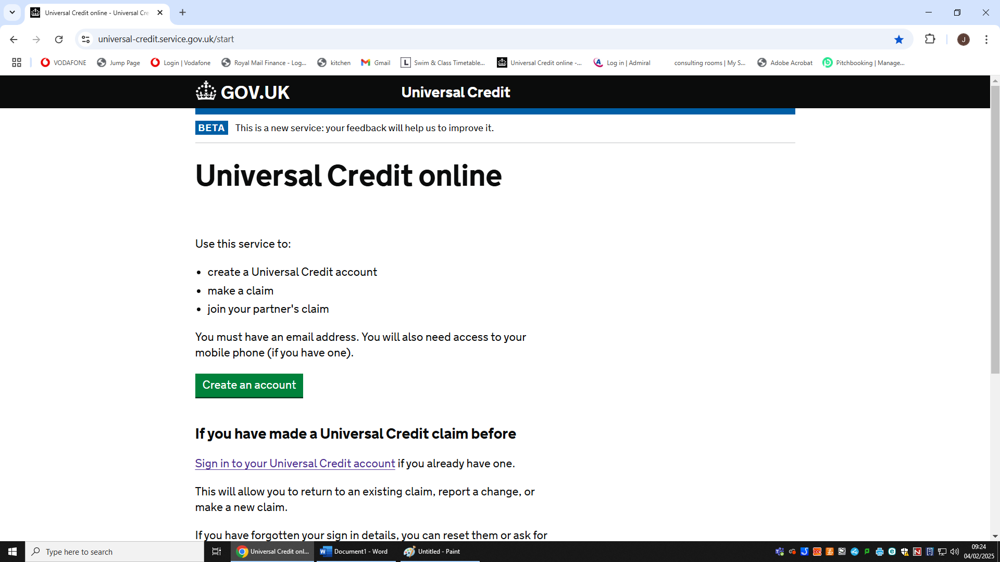 Universal Credit online - Universal Cre
universal-credit.service.gov.uk/start
J
VODAFONE
Jump Page
Login | Vodafone
Royal Mail Finance - Log...
kitchen
Gmail
L
Swim & Class Timetable...
Universal Credit online -...
Log in | Admiral
consulting rooms | My S...
Adobe Acrobat
Pitchbooking | Manage...
GOV.UK
Universal Credit
BETA This is a new service: your feedback will help us to improve it.
Universal Credit online
Use this service to:
• create a Universal Credit account
• make a claim
• join your partner's claim
You must have an email address. You will also need access to your
mobile phone (if you have one).
Create an account
If you have made a Universal Credit claim before
Sign in to your Universal Credit account if you already have one.
This will allow you to return to an existing claim, report a change, or
make a new claim.
If you have forgotten your sign in details, you can reset them or ask for
Type here to search
Universal Credit onl...
Document1 - Word
Untitled - Paint
09:24
04/02/2025